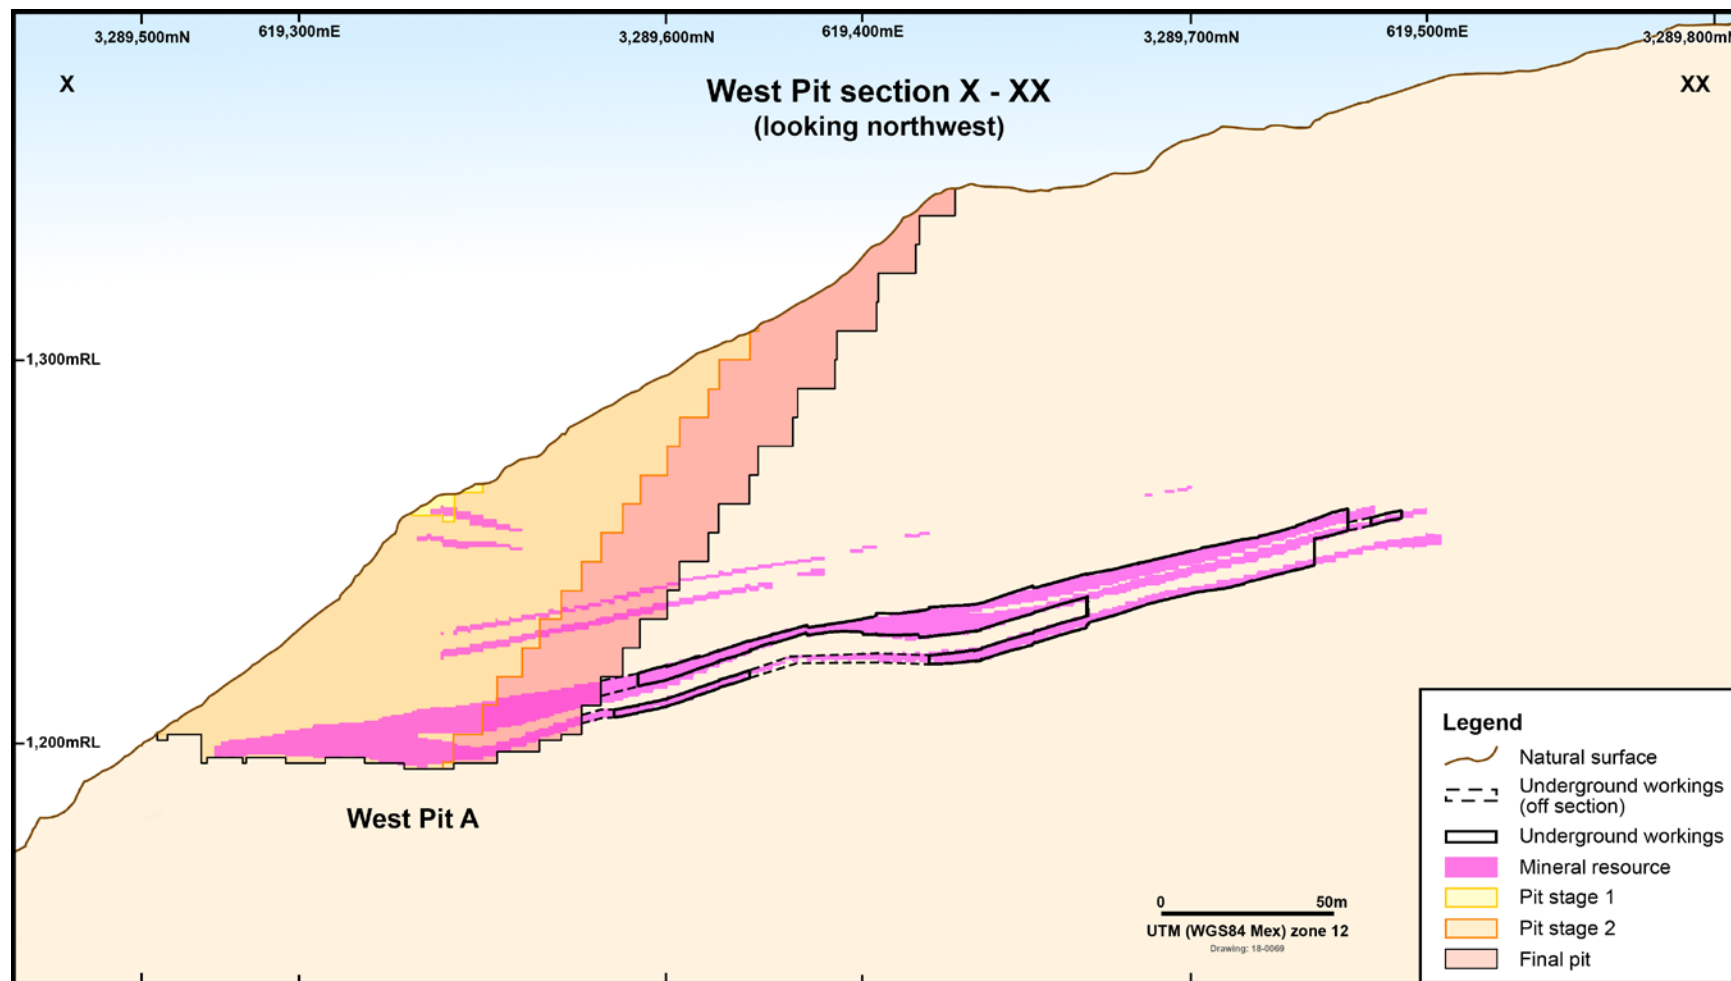 3,289,500mN
619,300mE
3,289,600mN
619,400mE
3,289,700mN
619,500mE
3,289,800m
X
West Pit section X - XX
(looking northwest)
XX
1,300mRL
1,200mRL
West Pit A
0
50m
UTM (WGS84 Mex) zone 12
Drawing: 18-0069
Legend
Natural surface
Underground workings
(off section)
Underground workings
Mineral resource
Pit stage 1
Pit stage 2
Final pit